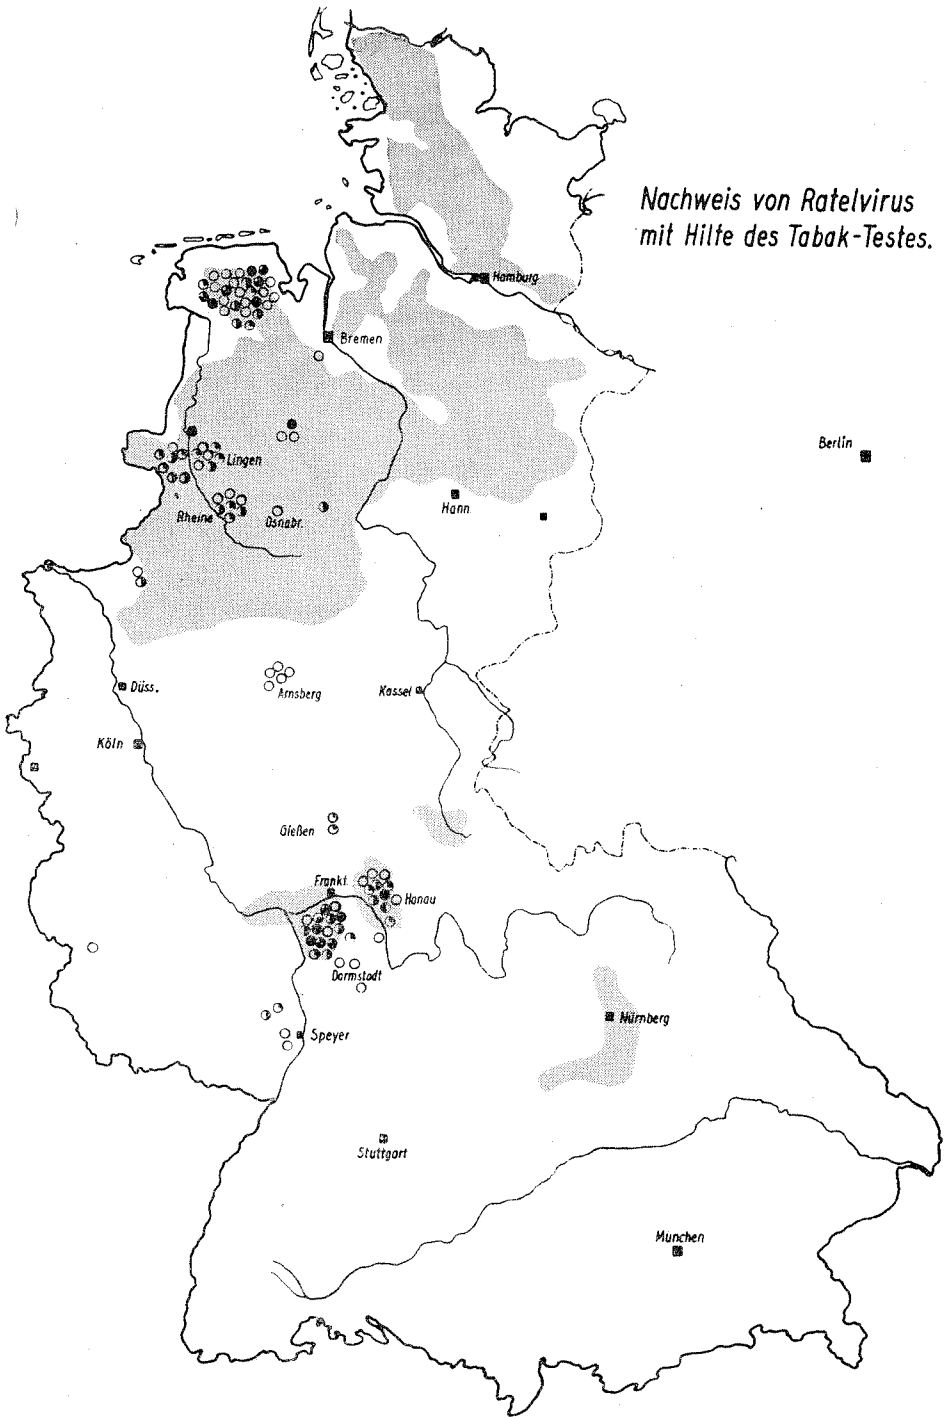 Nachweis von Ratelvirus
mit Hilfe des Tabak-Testes.
Hamburg
Bremen
Berlin
Lingen
Hann.
Rheine
Osnabr.
Düss.
Arnsberg
Kassel
Köln
Gießen
Frankf.
Hanau
Darmstadt
Speyer
Nürnberg
Stuttgart
München